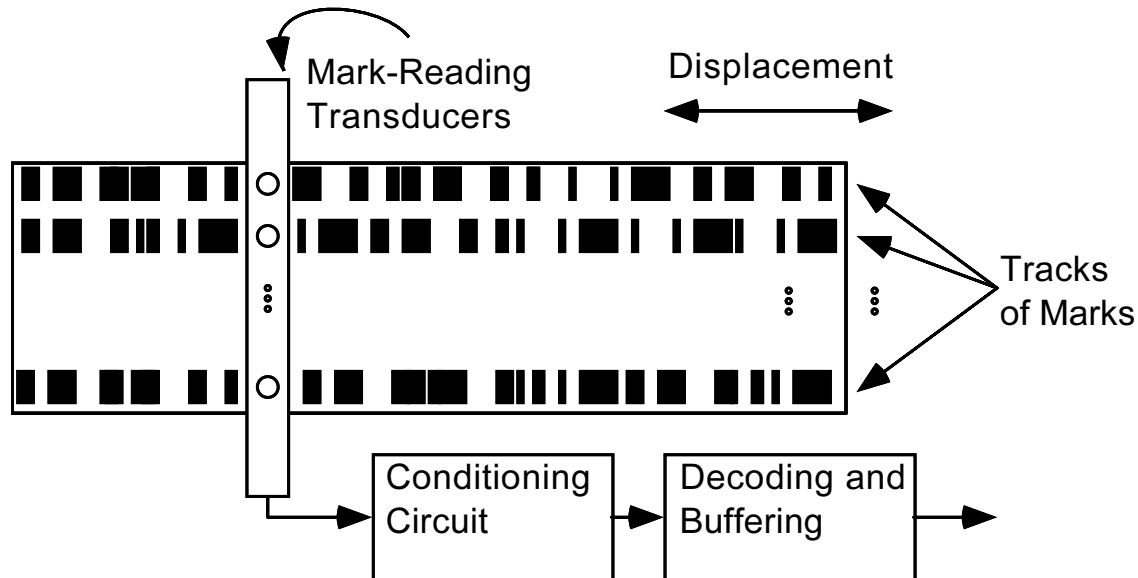 Mark-Reading
Transducers
Displacement
Tracks
of Marks
Conditioning
Circuit
Decoding and
Buffering